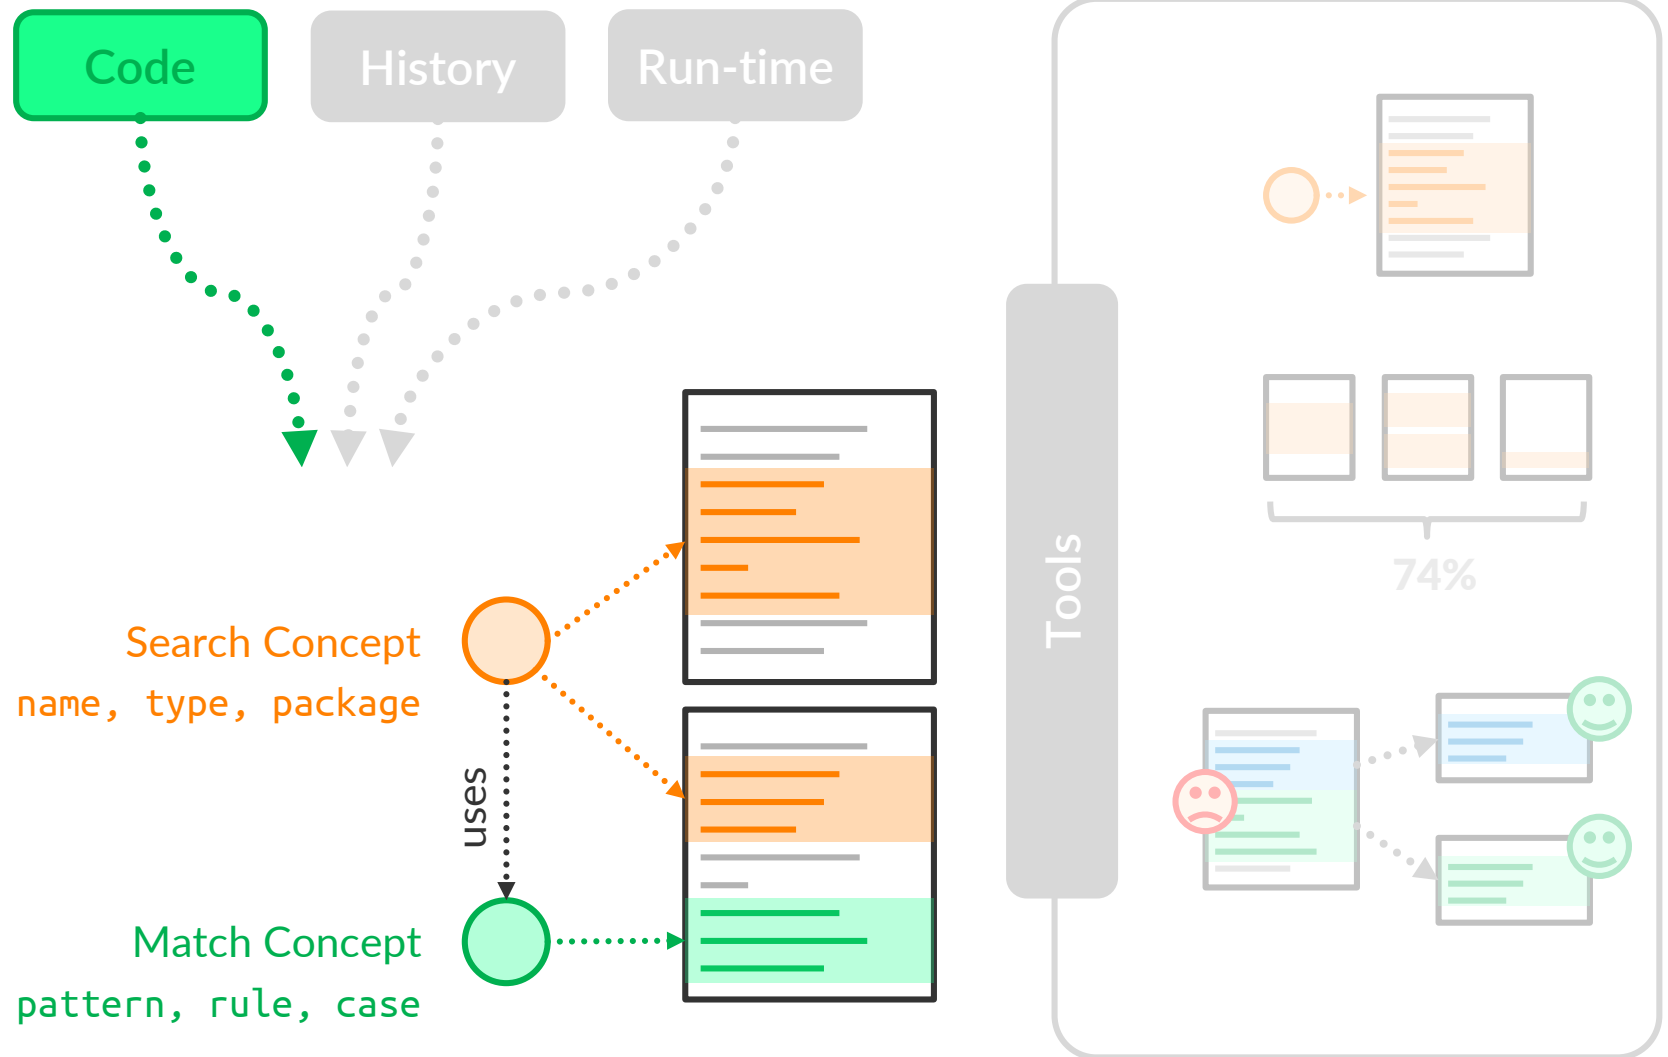 Code
History
Run-time
Tools
74%
Search Concept
name, type, package
uses
Match Concept
pattern, rule, case